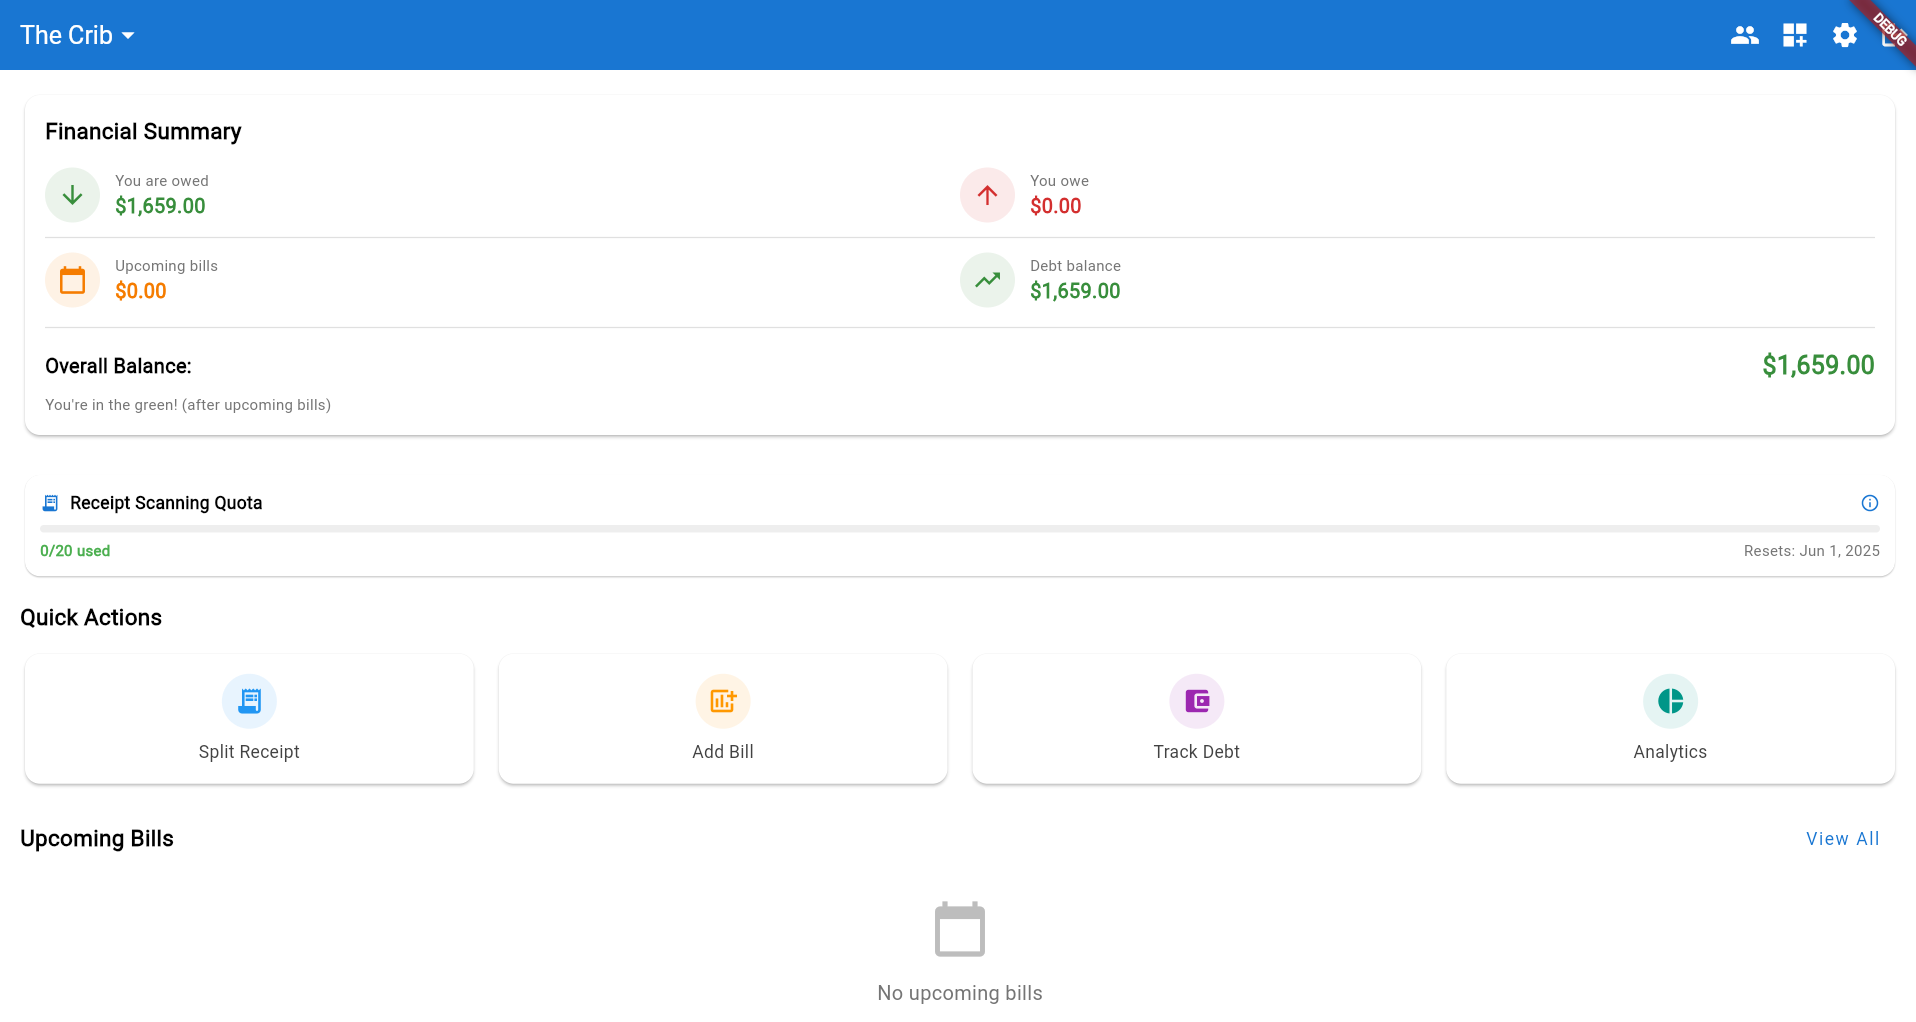 The Crib
DEBUG
Financial Summary
You are owed
$1,659.00
You owe
$0.00
Upcoming bills
$0.00
Debt balance
$1,659.00
Overall Balance:
$1,659.00
You're in the green! (after upcoming bills)
Receipt Scanning Quota
0/20 used
Resets: Jun 1, 2025
Quick Actions
Split Receipt
Add Bill
Track Debt
Analytics
Upcoming Bills
View All
No upcoming bills